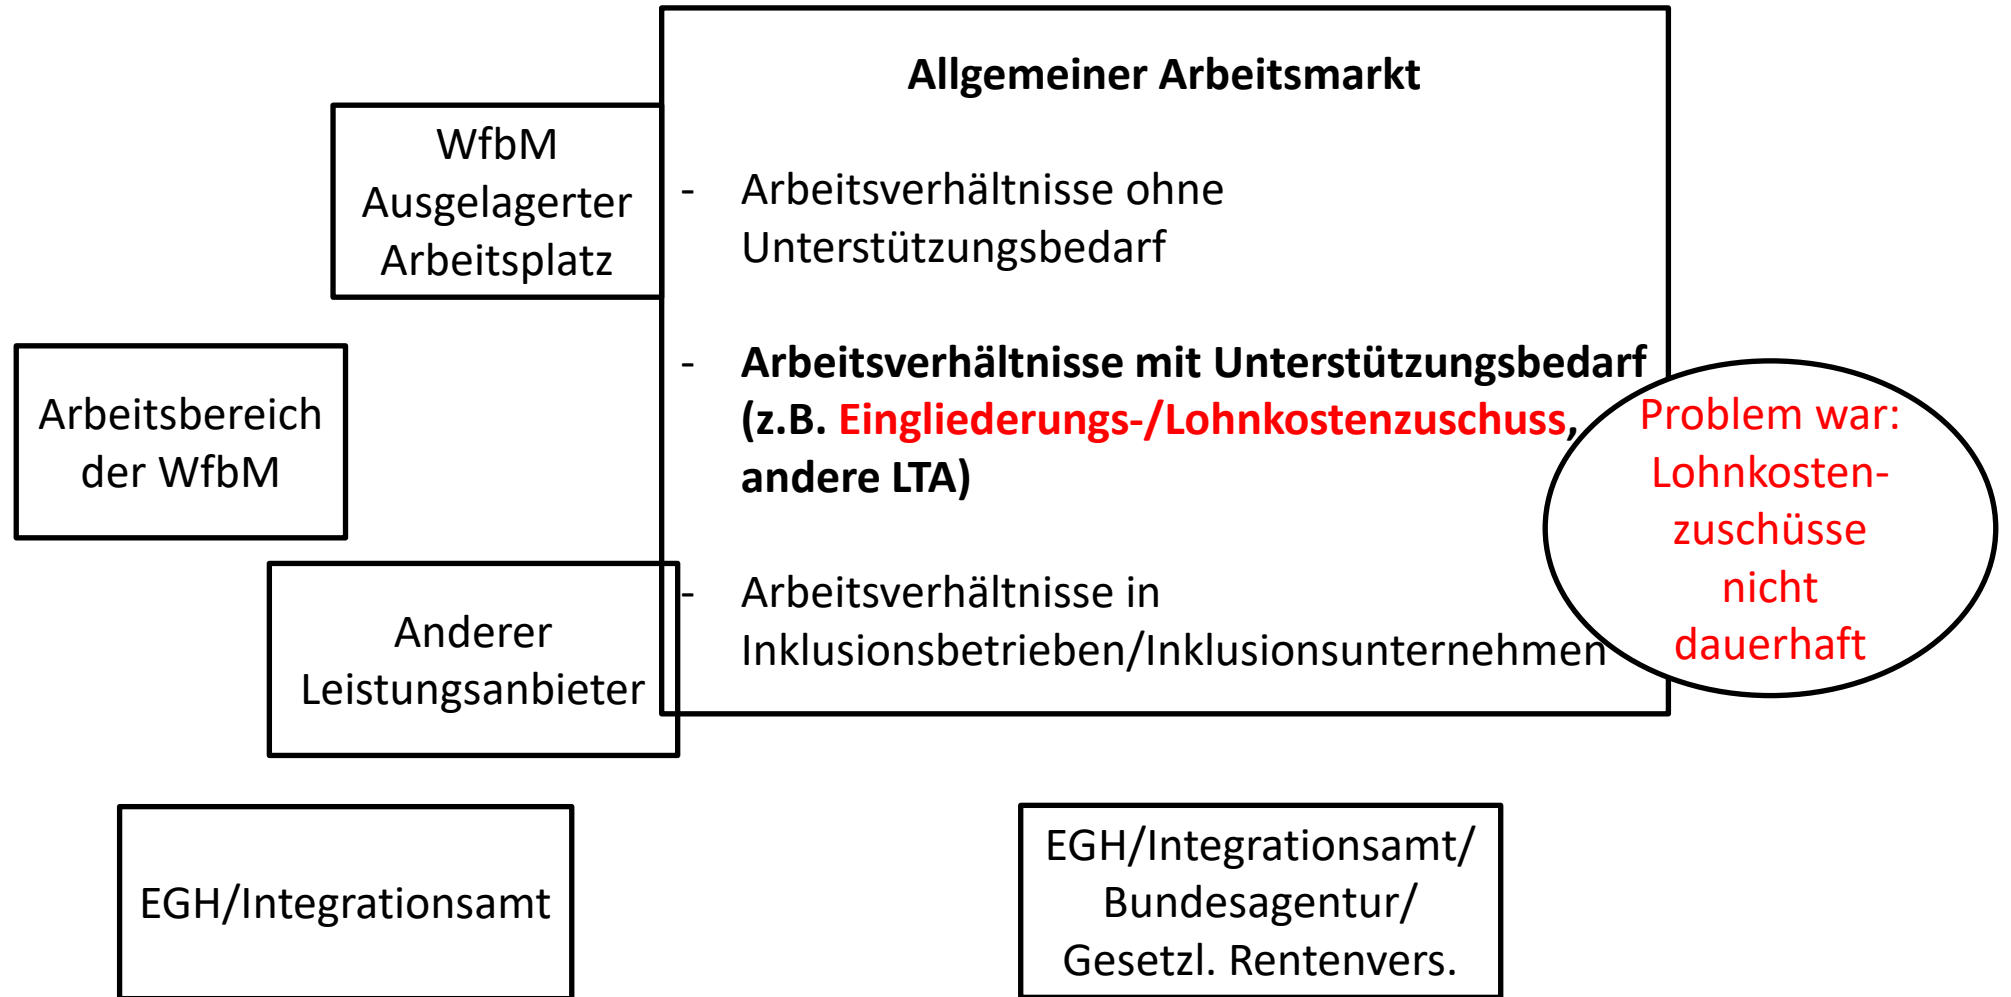 Allgemeiner Arbeitsmarkt
WfbM
Ausgelagerter
Arbeitsplatz
- Arbeitsverhältnisse ohne
Unterstützungsbedarf
Arbeitsbereich
der WfbM
- Arbeitsverhältnisse mit Unterstützungsbedarf
(z.B. Eingliederungs-/Lohnkostenzuschuss,
andere LTA)
Problem war:
Lohnkosten-
zuschüsse
nicht
dauerhaft
Anderer
Leistungsanbieter
- Arbeitsverhältnisse in
Inklusionsbetrieben/Inklusionsunternehmen
EGH/Integrationsamt
EGH/Integrationsamt/
Bundesagentur/
Gesetzl. Rentenvers.